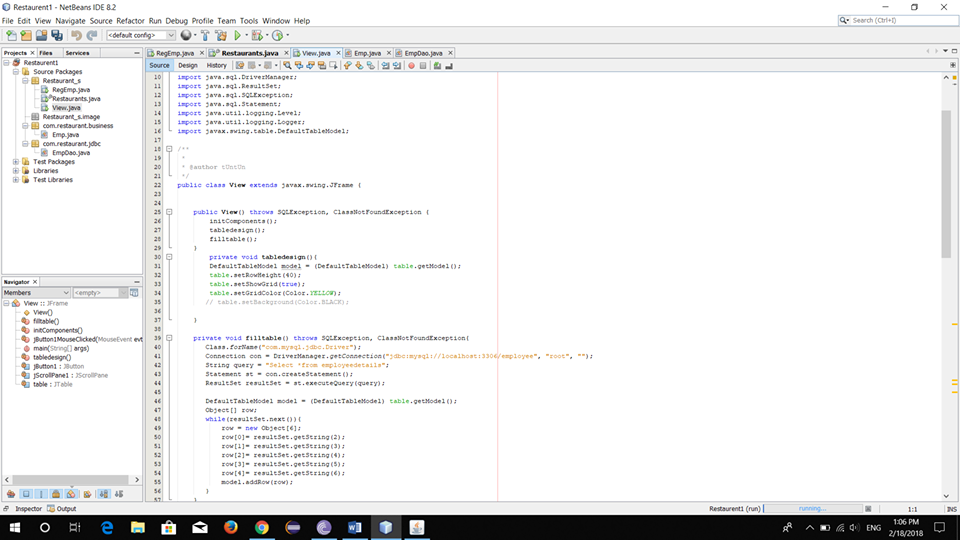 Restaurent1 - NetBeans IDE 8.2
File Edit View Navigate Source Refactor Run Debug Profile Team Tools Window Help
Search (Ctrl+I)
<default config>
Projects Files Services
RegEmp.java Restaurants.java View.java Emp.java EmpDao.java
Source Design History
Restaurent1
Source Packages
Restaurant_s
RegEmp.java
Restaurants.java
View.java
Restaurant_s.image
com.restaurant.business
Emp.java
com.restaurant.jdbc
EmpDao.java
Test Packages
Libraries
Test Libraries
Navigator
Members <empty>
View :: JFrame
View()
filltable()
initComponents()
jButton1MouseClicked(MouseEvent evt
main(String[] args)
tabledesign()
jButton1 : JButton
jScrollPane1 : JScrollPane
table : JTable
10 import java.sql.DriverManager;
11 import java.sql.ResultSet;
12 import java.sql.SQLException;
13 import java.sql.Statement;
14 import java.util.logging.Level;
15 import java.util.logging.Logger;
16 import javax.swing.table.DefaultTableModel;
17
18 /**
19 *
20 * @author tUntUn
21 */
22 public class View extends javax.swing.JFrame {
23
24
25 public View() throws SQLException, ClassNotFoundException {
26 initComponents();
27 tabledesign();
28 filltable();
29 }
30 private void tabledesign(){
31 DefaultTableModel model = (DefaultTableModel) table.getModel();
32 table.setRowHeight(40);
33 table.setShowGrid(true);
34 table.setGridColor(Color.YELLOW);
35 // table.setBackground(Color.BLACK);
36
37 }
38
39 private void filltable() throws SQLException, ClassNotFoundException{
40 Class.forName("com.mysql.jdbc.Driver");
41 Connection con = DriverManager.getConnection("jdbc:mysql://localhost:3306/employee", "root", "");
42 String query = "Select *from employeedetails";
43 Statement st = con.createStatement();
44 ResultSet resultSet = st.executeQuery(query);
45
46 DefaultTableModel model = (DefaultTableModel) table.getModel();
47 Object[] row;
48 while(resultSet.next()){
49 row = new Object[6];
50 row[0]= resultSet.getString(2);
51 row[1]= resultSet.getString(3);
52 row[2]= resultSet.getString(4);
53 row[3]= resultSet.getString(5);
54 row[4]= resultSet.getString(6);
55 model.addRow(row);
56 }
57 }
Inspector Output
Restaurent1 (run) running... 1:1 INS
ENG
1:06 PM
2/18/2018